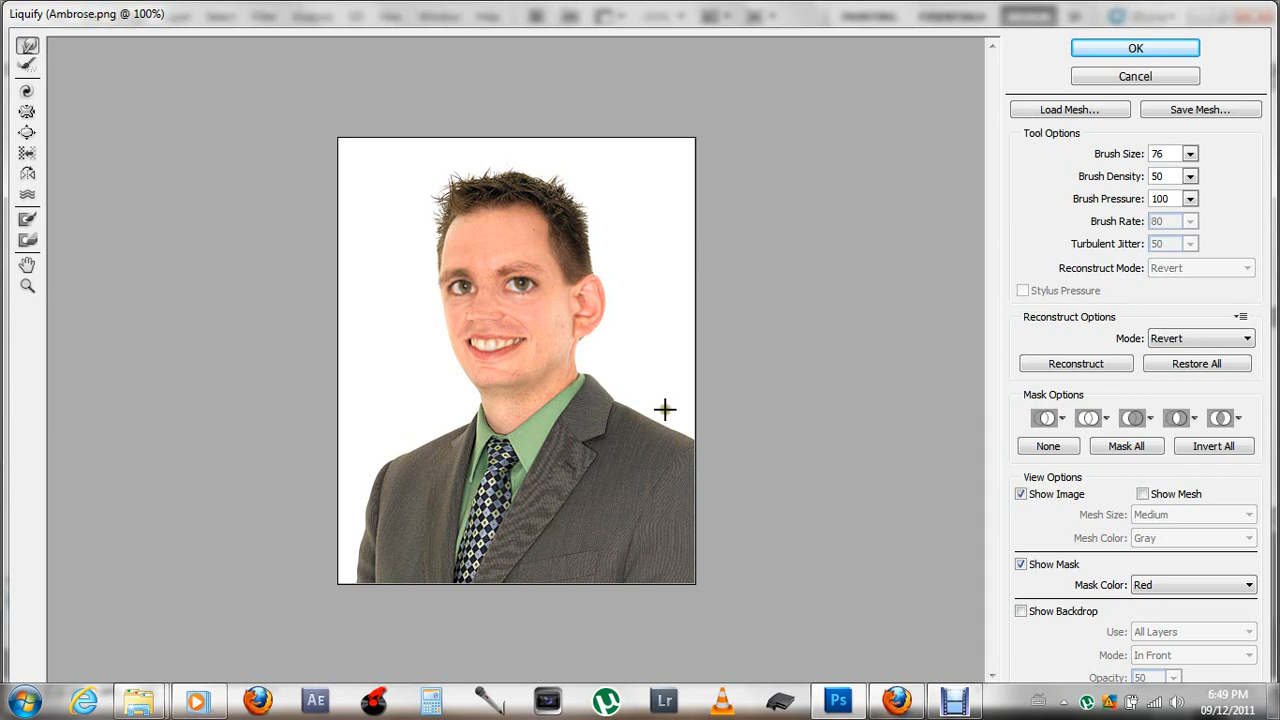 Liquify (Ambrose.png @ 100%)
OK
Cancel
Load Mesh... Save Mesh...
Tool Options
Brush Size: 76
Brush Density: 50
Brush Pressure: 100
Brush Rate: 80
Turbulent Jitter: 50
Reconstruct Mode: Revert
Stylus Pressure
Reconstruct Options
Mode: Revert
Reconstruct Restore All
Mask Options
None Mask All Invert All
View Options
Show Image Show Mesh
Mesh Size: Medium
Mesh Color: Gray
Show Mask
Mask Color: Red
Show Backdrop
Use: All Layers
Mode: In Front
Opacity: 50
AE Lr Ps
6:49 PM
09/12/2011